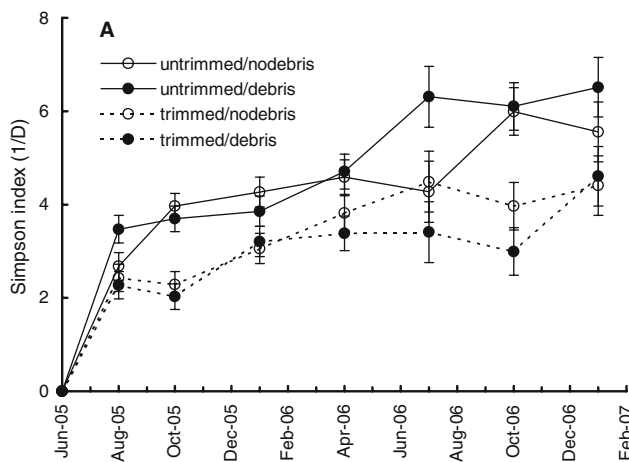 8
6
4
2
0
Simpson index (1/D)
A
untrimmed/nodebris
untrimmed/debris
trimmed/nodebris
trimmed/debris
Jun-05
Aug-05
Oct-05
Dec-05
Feb-06
Apr-06
Jun-06
Aug-06
Oct-06
Dec-06
Feb-07